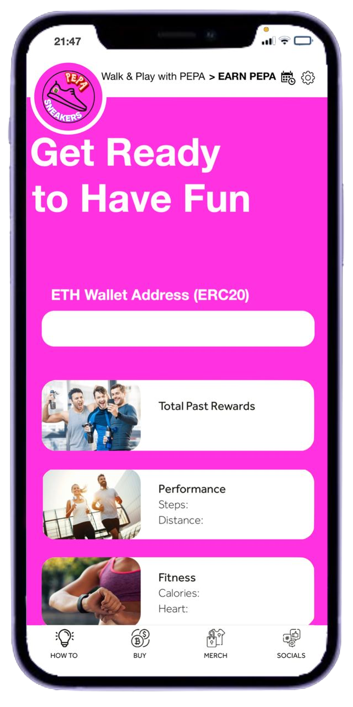 21:47
Walk & Play with PEPA > EARN PEPA
PEPA
SNEAKERS
Get Ready
to Have Fun
ETH Wallet Address (ERC20)
Total Past Rewards
Performance
Steps:
Distance:
Fitness
Calories:
Heart:
HOW TO
BUY
MERCH
SOCIALS